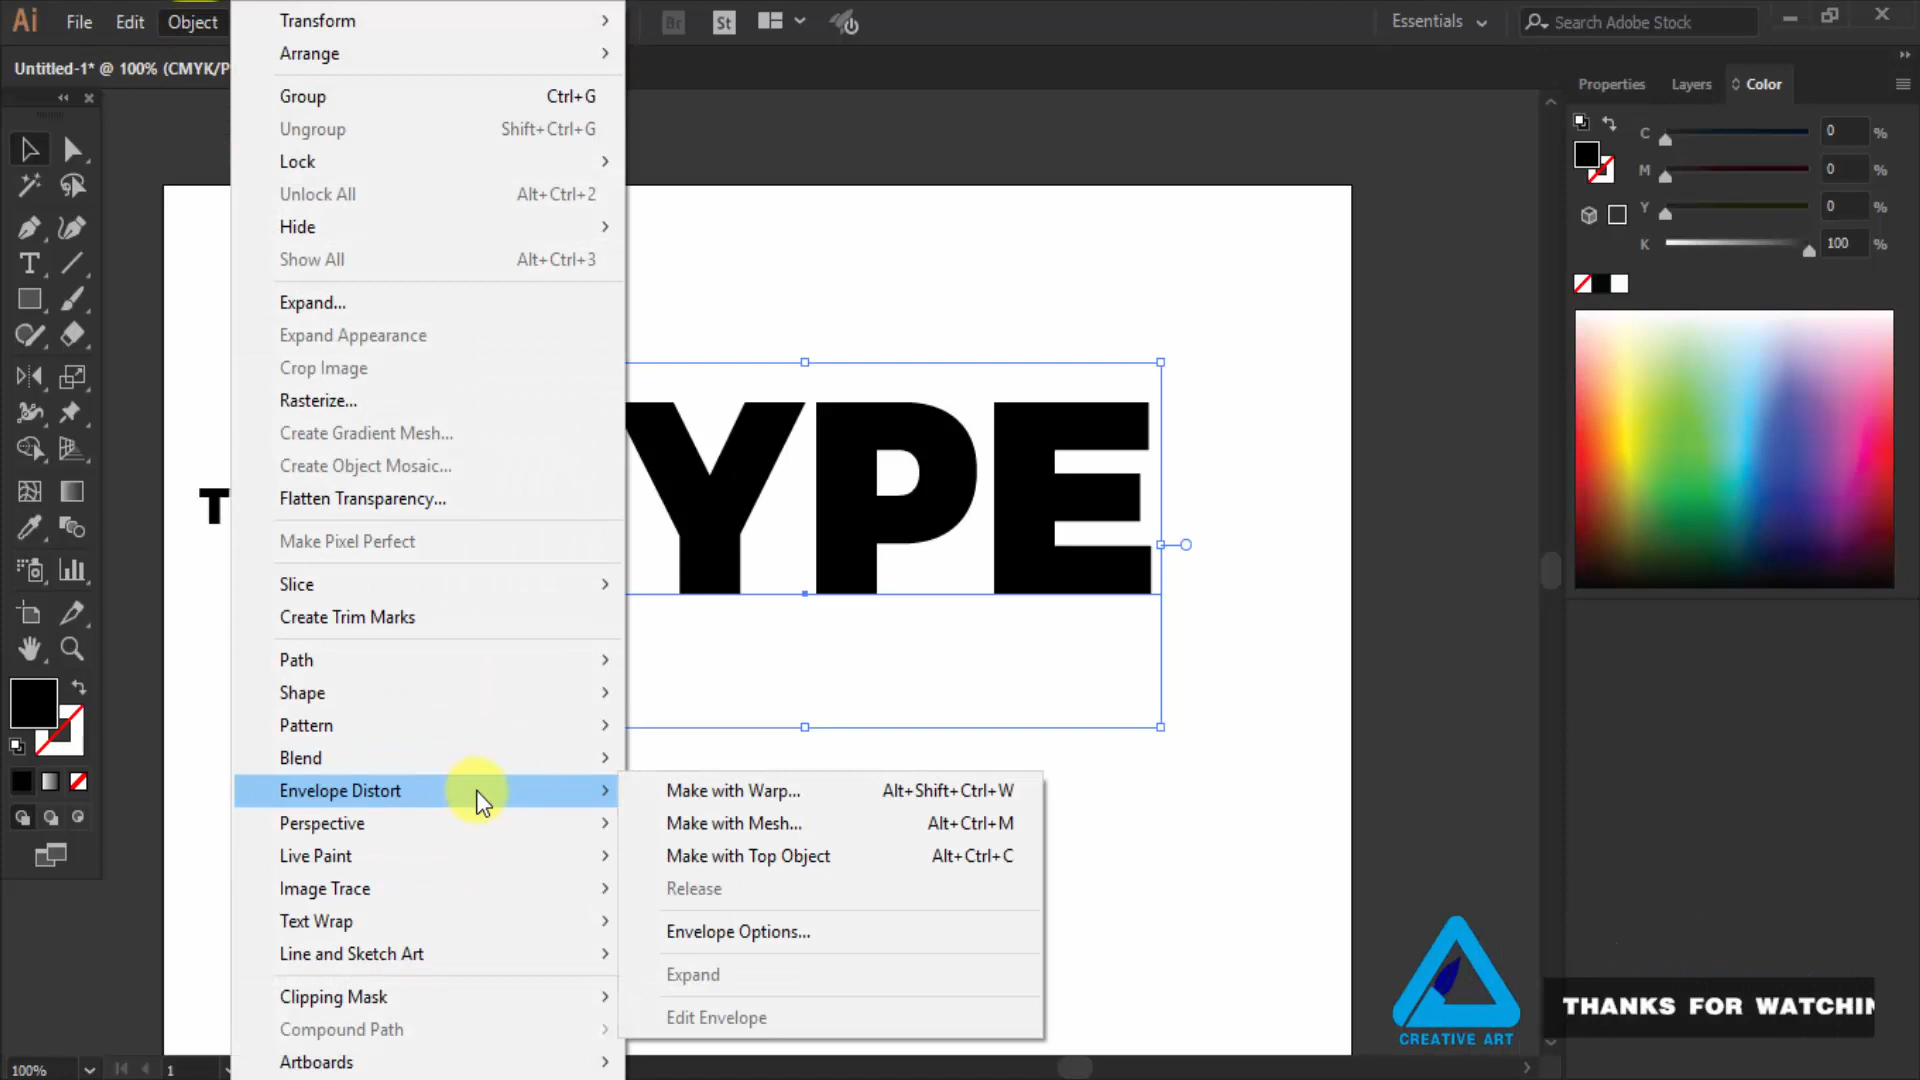 Ai File Edit Object Br St Essentials Search Adobe Stock
Untitled-1* @ 100% (CMYK/P
Transform
Arrange
Group Ctrl+G
Ungroup Shift+Ctrl+G
Lock
Unlock All Alt+Ctrl+2
Hide
Show All Alt+Ctrl+3
Expand...
Expand Appearance
Crop Image
Rasterize...
Create Gradient Mesh...
Create Object Mosaic...
Flatten Transparency...
Make Pixel Perfect
Slice
Create Trim Marks
Path
Shape
Pattern
Blend
Envelope Distort
Perspective
Live Paint
Image Trace
Text Wrap
Line and Sketch Art
Clipping Mask
Compound Path
Artboards
Make with Warp... Alt+Shift+Ctrl+W
Make with Mesh... Alt+Ctrl+M
Make with Top Object Alt+Ctrl+C
Release
Envelope Options...
Expand
Edit Envelope
T
YPE
Properties Layers Color
C 0 %
M 0 %
Y 0 %
K 100 %
CREATIVE ART
THANKS FOR WATCHIN
100% 1